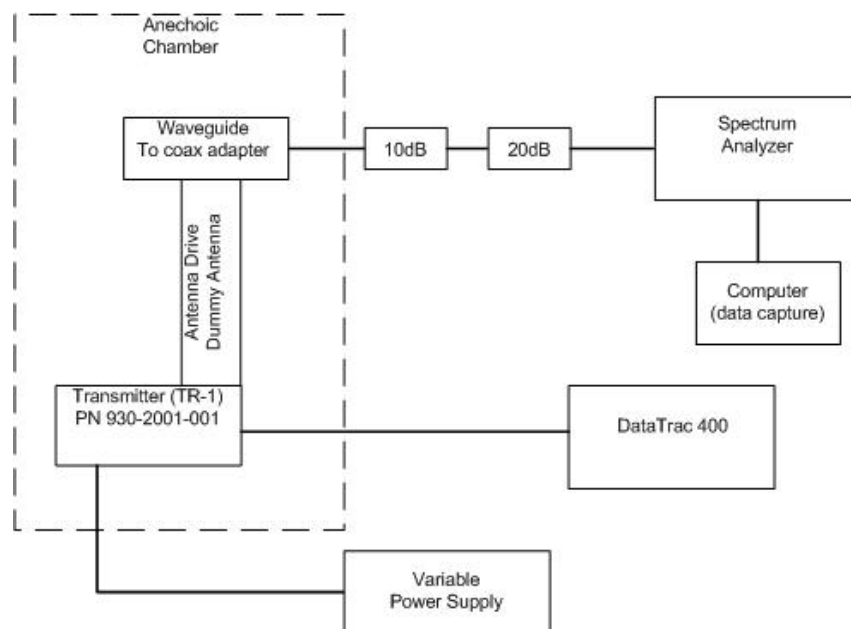 Anechoic
Chamber
Waveguide
To coax adapter
10dB
20dB
Spectrum
Analyzer
Antenna Drive
Dummy Antenna
Computer
(data capture)
Transmitter (TR-1)
PN 930-2001-001
DataTrac 400
Variable
Power Supply